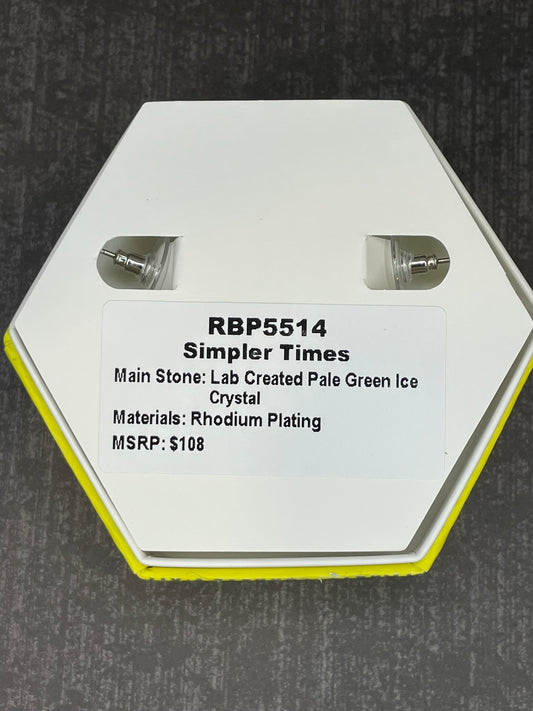 RBP5514
Simpler Times
Main Stone: Lab Created Pale Green Ice
Crystal
Materials: Rhodium Plating
MSRP: $108